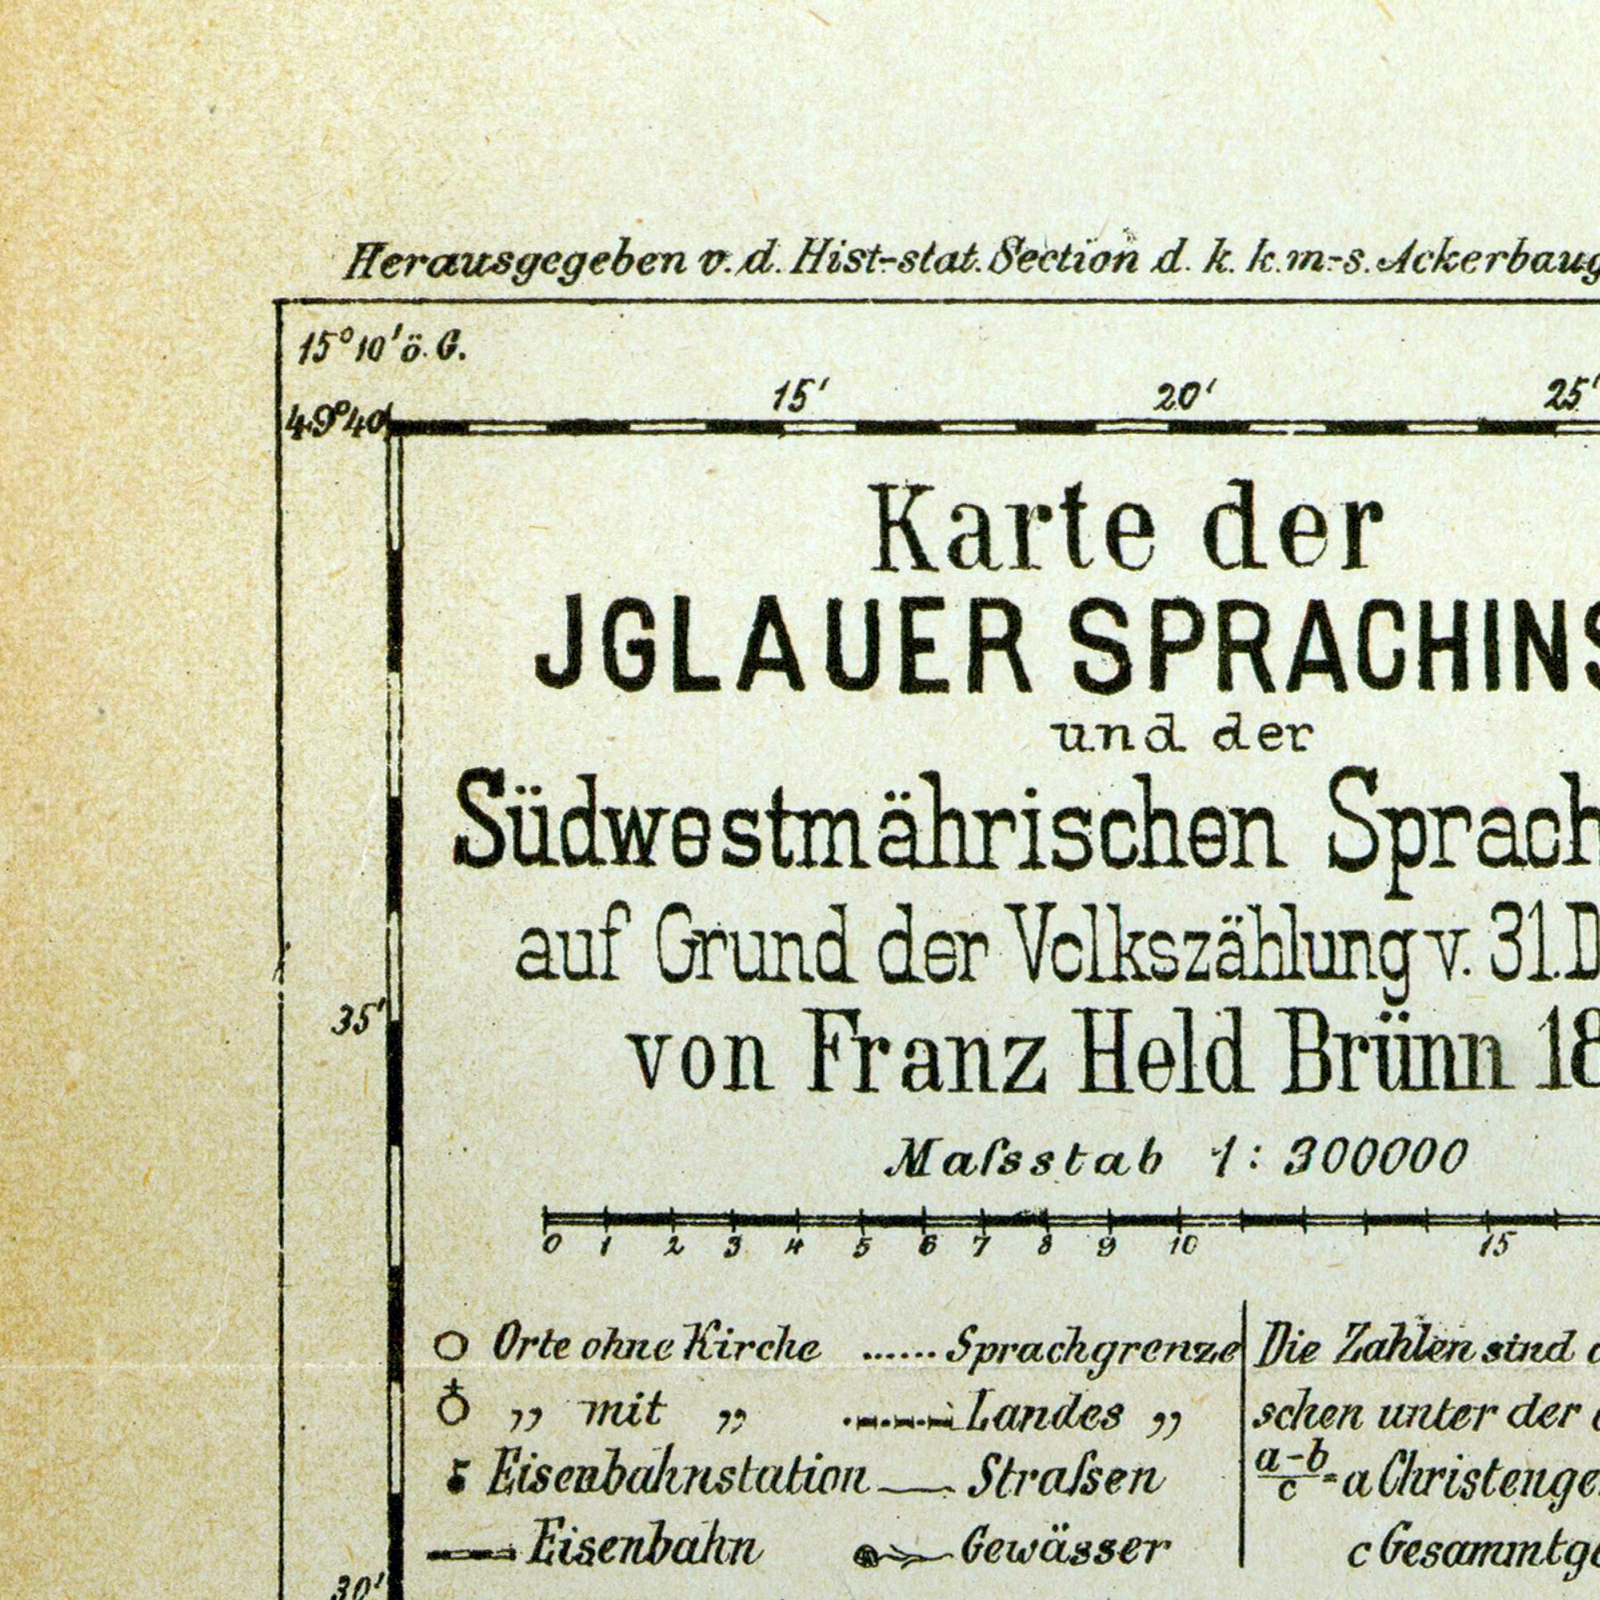 Herausgegeben v. d. Hist-stat. Section d. k. k. m.-s. Ackerbaug
15° 10' ö. G.
15' 20' 25'
49° 40'
Karte der
JGLAUER SPRACHINS
und der
Südwestmährischen Sprach
auf Grund der Volkszählung v. 31. D
35'
von Franz Held Brünn 18
Maſsstab 1: 300000
0 1 2 3 4 5 6 7 8 9 10 15
Orte ohne Kirche ...... Sprachgrenze Die Zahlen sind
„ mit „ Landes „ schen unter der
Eisenbahnstation Straſsen a-b/c = a Christenge
Eisenbahn Gewässer c Gesammtge
30'